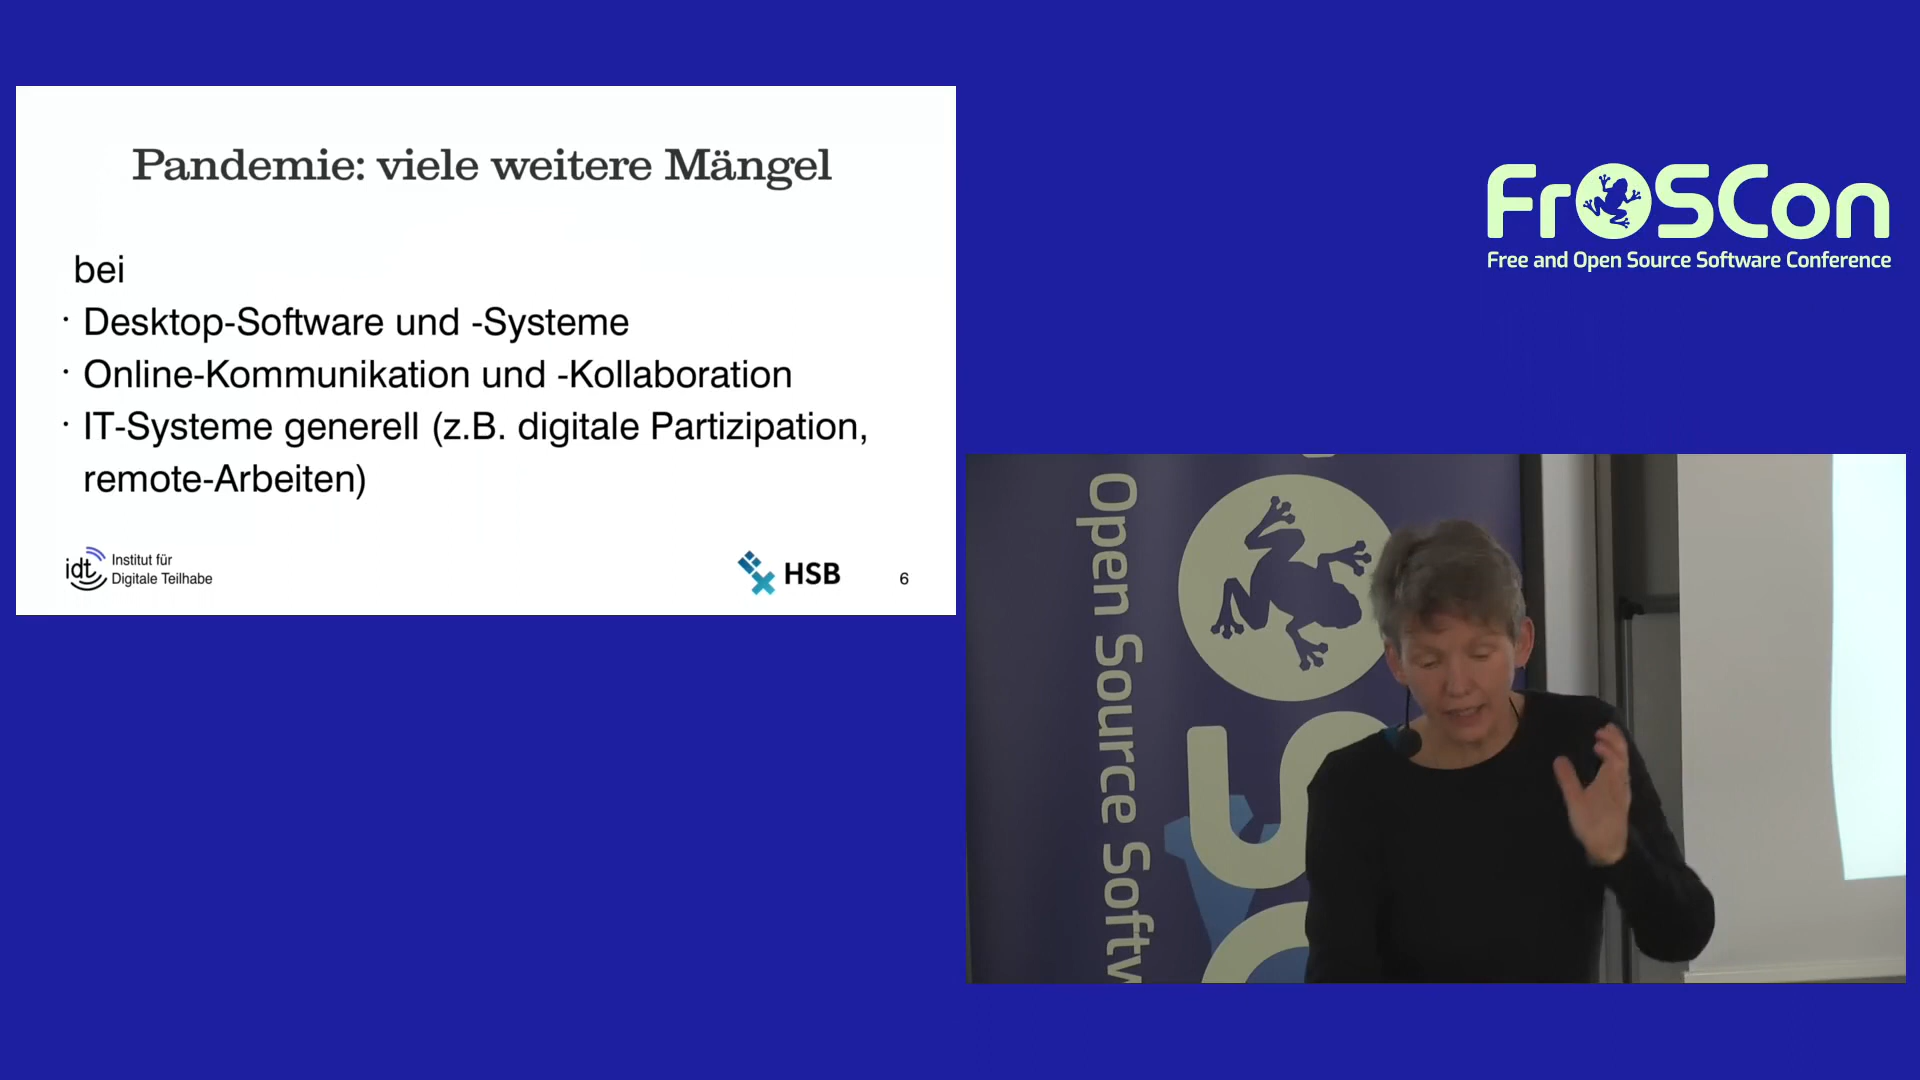 Pandemie: viele weitere Mängel
bei
· Desktop-Software und -Systeme
· Online-Kommunikation und -Kollaboration
· IT-Systeme generell (z.B. digitale Partizipation,
remote-Arbeiten)
idt Institut für
Digitale Teilhabe
HSB
6
FrOSCon
Free and Open Source Software Conference
Open Source Softw